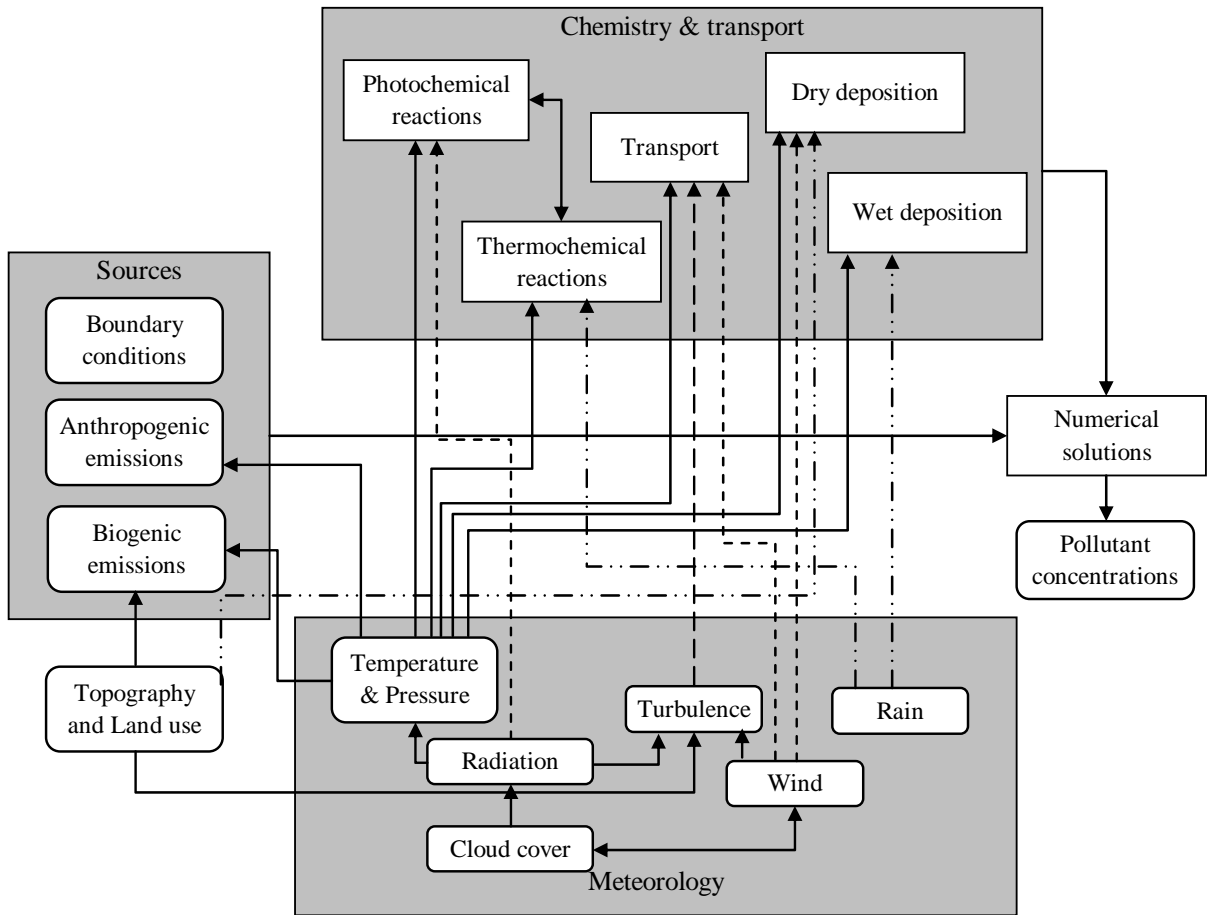 Chemistry & transport
Photochemical
reactions
Dry deposition
Transport
Wet deposition
Thermochemical
reactions
Sources
Boundary
conditions
Anthropogenic
emissions
Biogenic
emissions
Numerical
solutions
Pollutant
concentrations
Topography
and Land use
Temperature
& Pressure
Turbulence
Rain
Radiation
Wind
Cloud cover
Meteorology